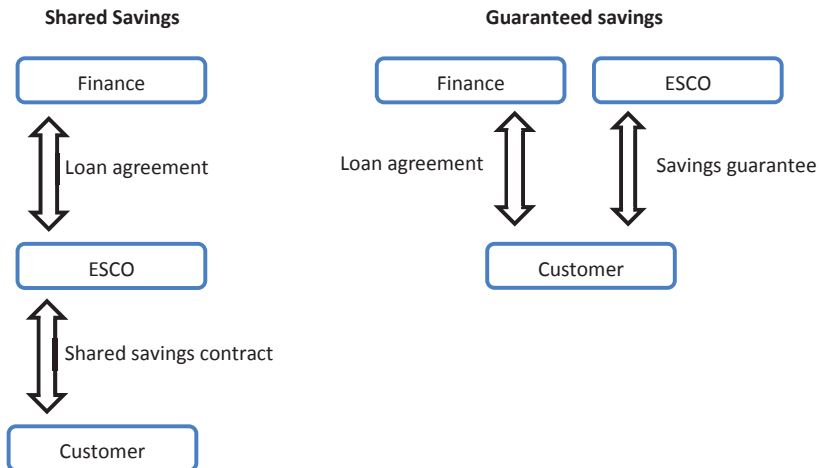 Shared Savings
Finance
Loan agreement
ESCO
Shared savings contract
Customer
Guaranteed savings
Finance
ESCO
Loan agreement
Savings guarantee
Customer